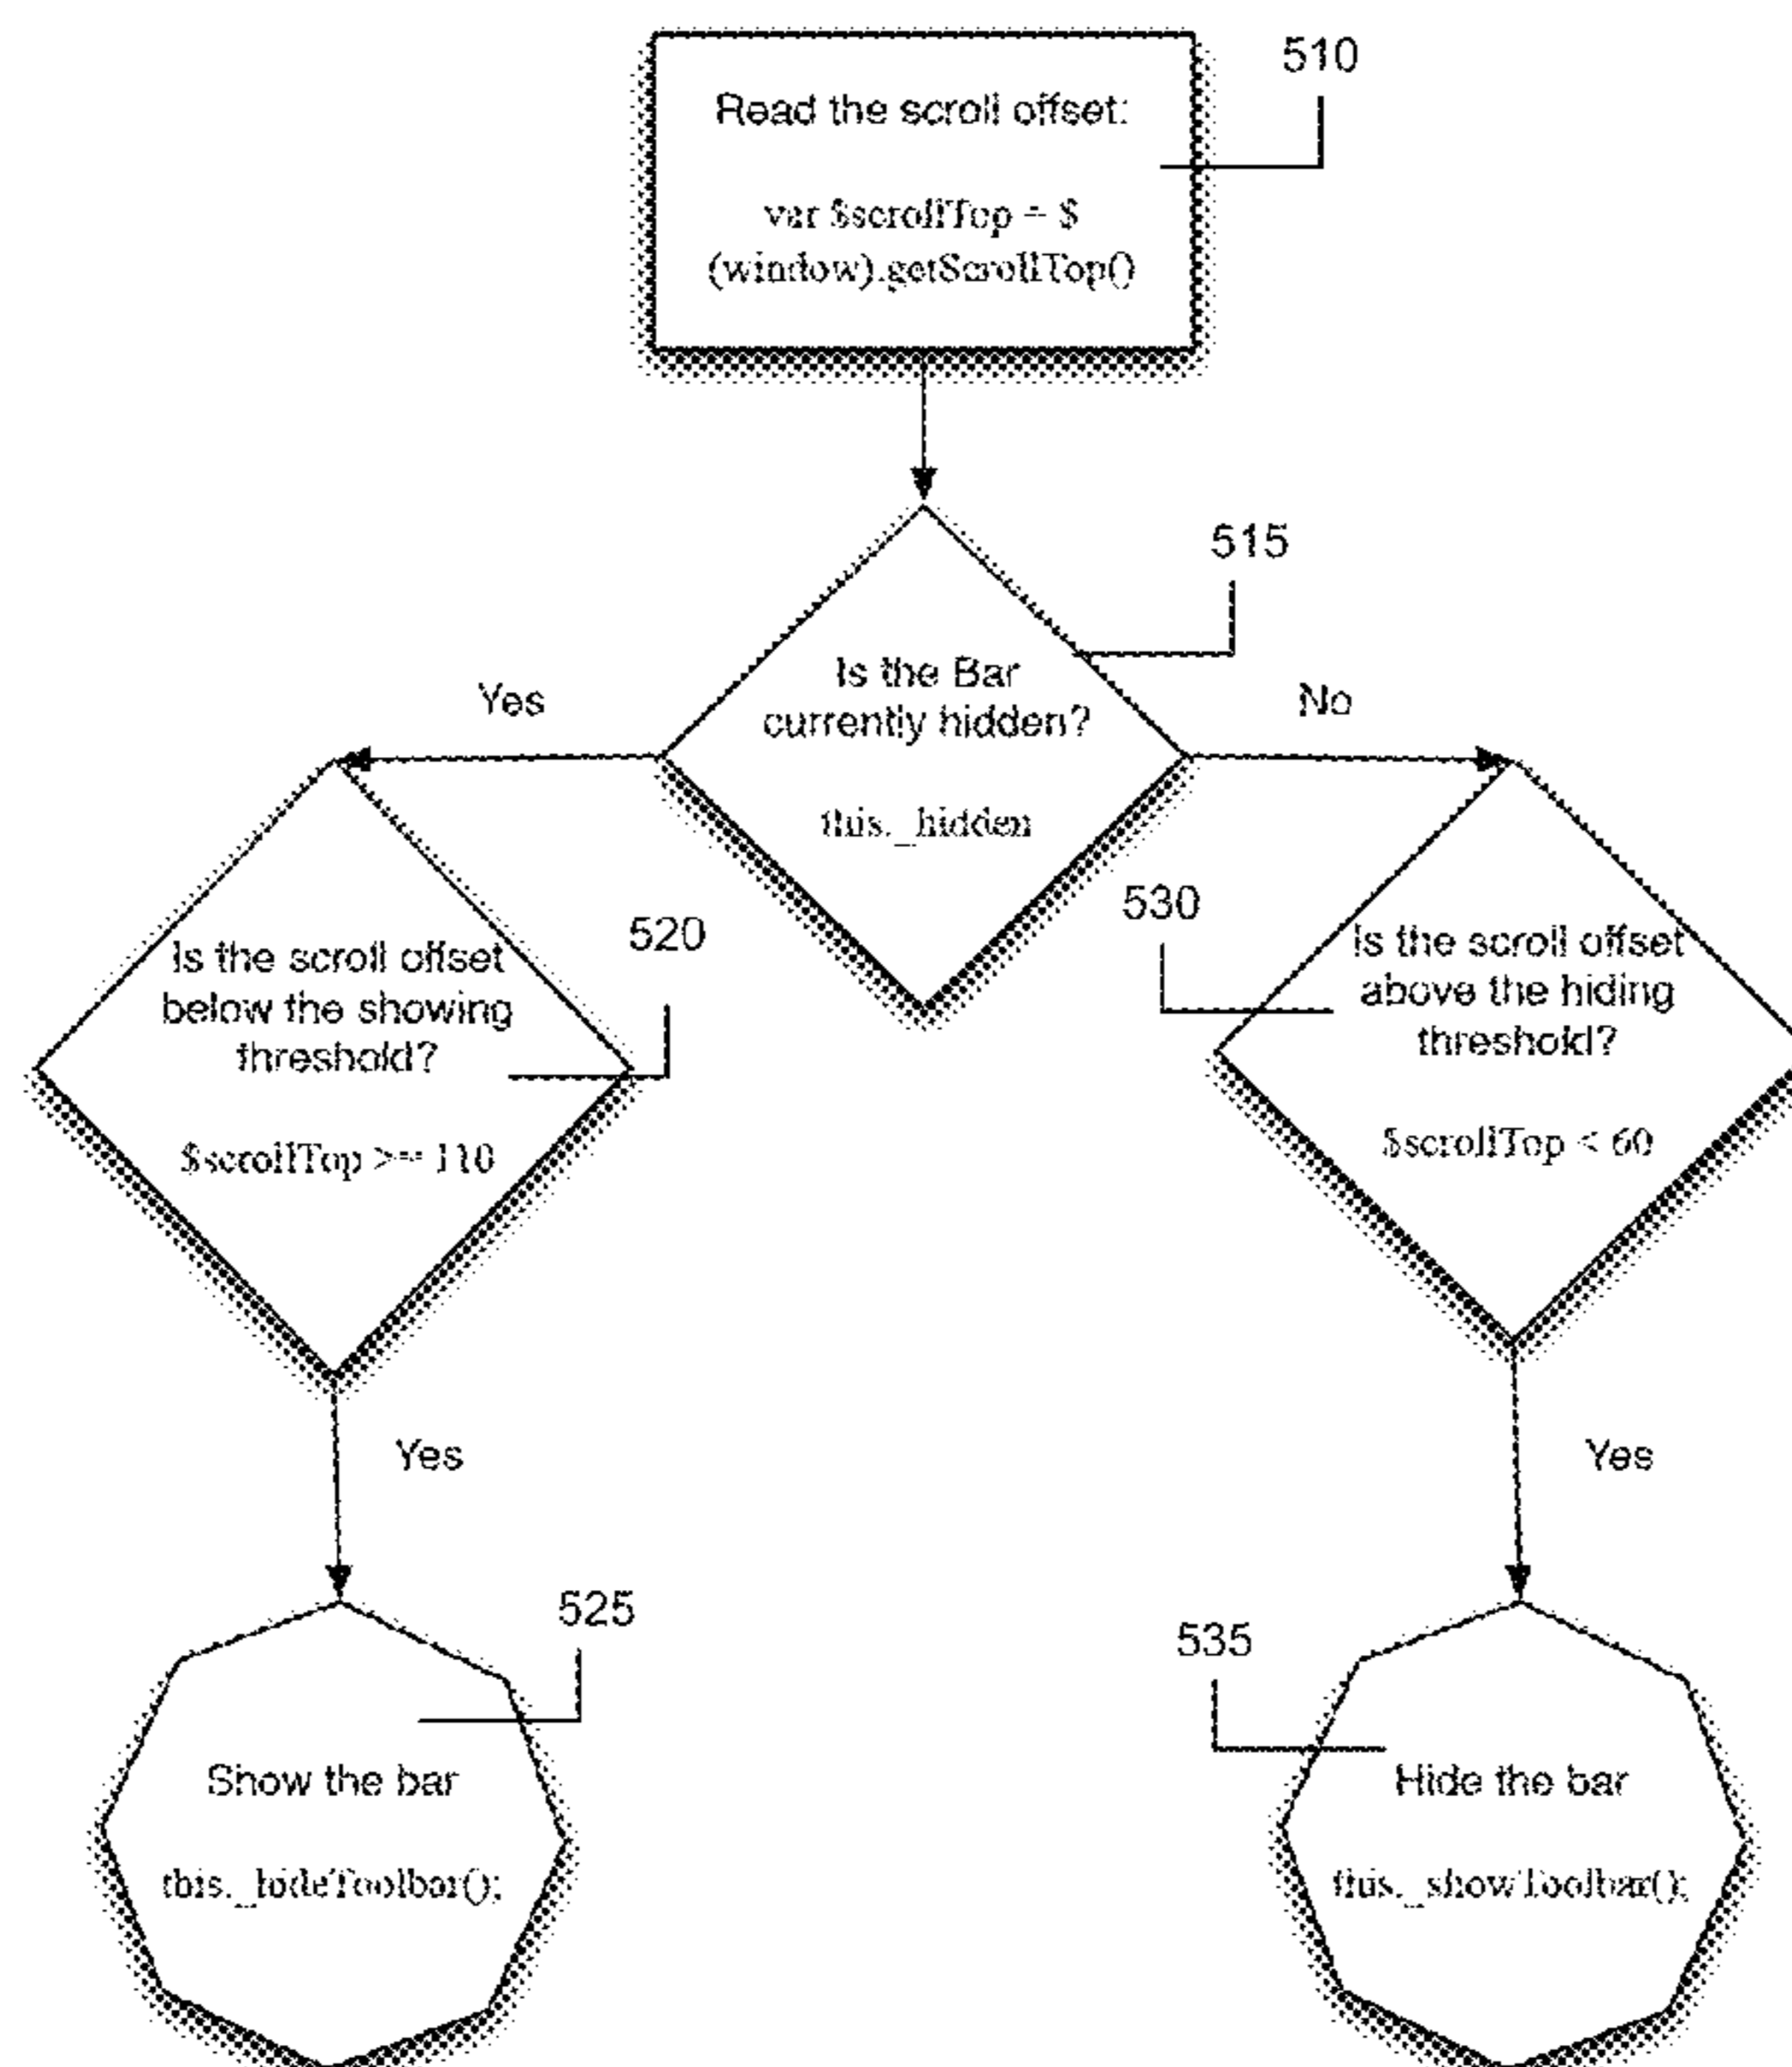 510
Read the scroll offset:
var $scrollTop = $
(window).getScrollTop()
515
Is the Bar
currently hidden?
this._hidden
Yes
No
520
Is the scroll offset
below the showing
threshold?
$scrollTop >= 110
530
Is the scroll offset
above the hiding
threshold?
$scrollTop < 60
Yes
Yes
525
Show the bar
this._hideToolbar();
535
Hide the bar
this._showToolbar();